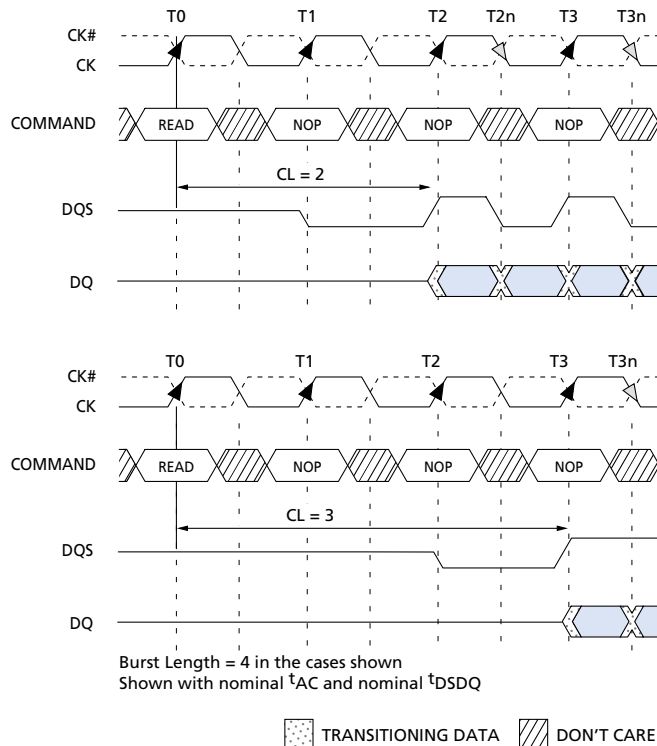 T0 T1 T2 T2n T3 T3n
CK#
CK
COMMAND READ NOP NOP NOP
CL = 2
DQS
DQ
T0 T1 T2 T3 T3n
CK#
CK
COMMAND READ NOP NOP NOP
CL = 3
DQS
DQ
Burst Length = 4 in the cases shown
Shown with nominal tAC and nominal tDSDQ
TRANSITIONING DATA DON'T CARE